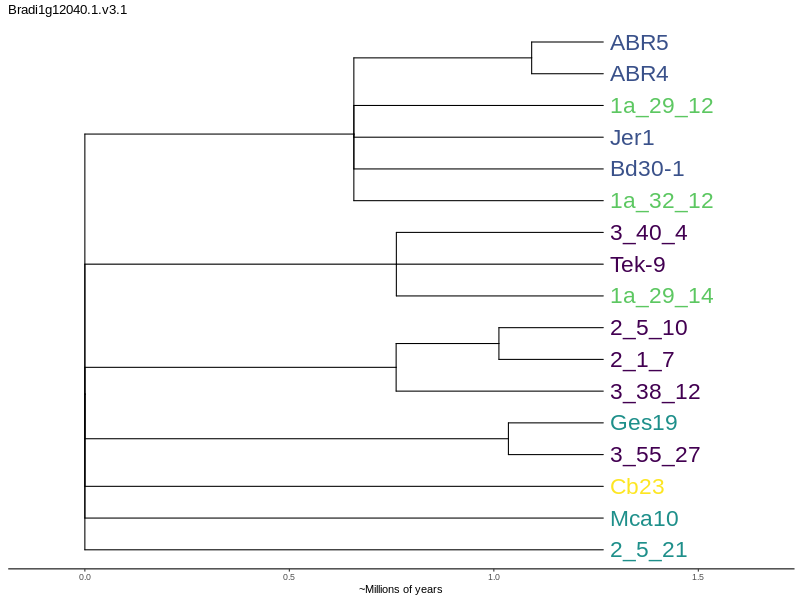 Bradi1g12040.1.v3.1
ABR5
ABR4
1a_29_12
Jer1
Bd30-1
1a_32_12
3_40_4
Tek-9
1a_29_14
2_5_10
2_1_7
3_38_12
Ges19
3_55_27
Cb23
Mca10
2_5_21
0.0 0.5 1.0 1.5
~Millions of years